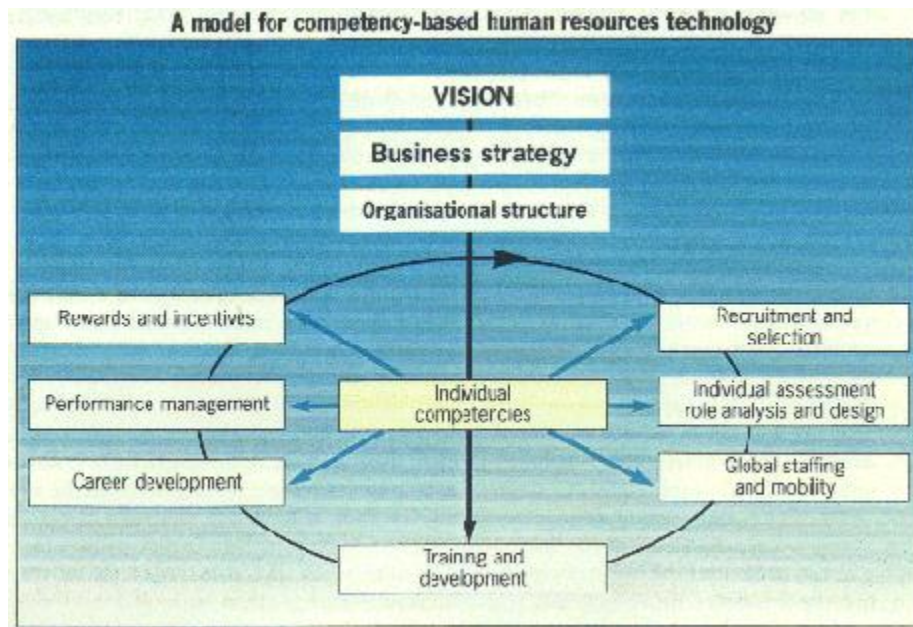 A model for competency-based human resources technology
VISION
Business strategy
Organisational structure
Rewards and incentives
Recruitment and
selection
Performance management
Individual
competencies
Individual assessment
role analysis and design
Career development
Global staffing
and mobility
Training and
development